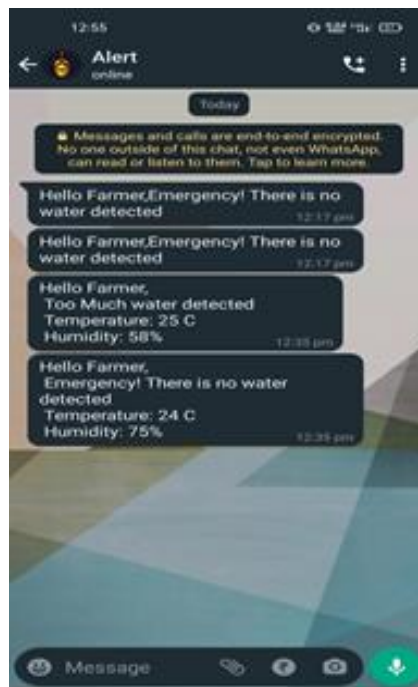 12:55
Alert
online
Today
Messages and calls are end-to-end encrypted.
No one outside of this chat, not even WhatsApp,
can read or listen to them. Tap to learn more.
Hello Farmer,Emergency! There is no
water detected
12:17 pm
Hello Farmer,Emergency! There is no
water detected
12:17 pm
Hello Farmer,
Too Much water detected
Temperature: 25 C
Humidity: 58%
12:35 pm
Hello Farmer,
Emergency! There is no water
detected
Temperature: 24 C
Humidity: 75%
12:35 pm
Message